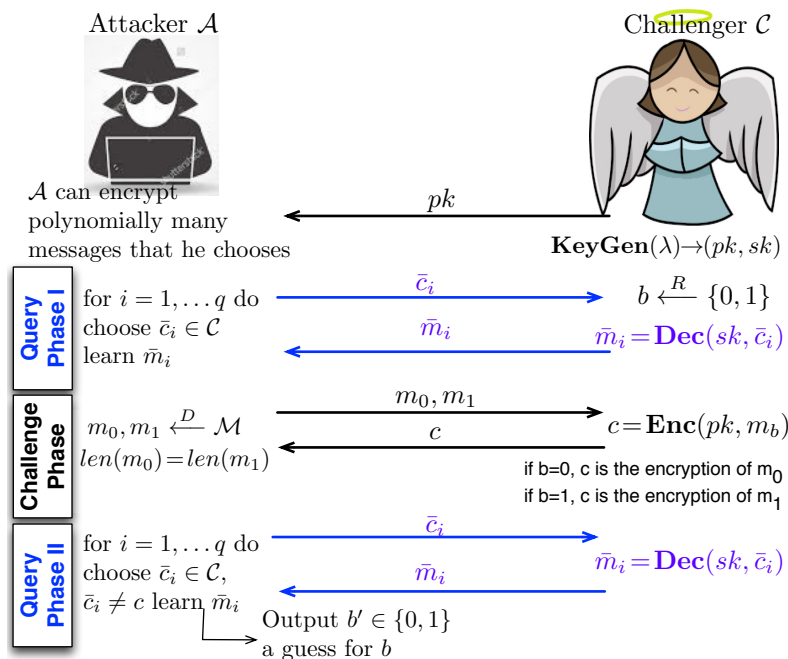 Attacker 𝒜
Challenger 𝒞
𝒜 can encrypt
polynomially many
messages that he chooses
pk
KeyGen(λ)→(pk, sk)
Query
Phase I
for i = 1, . . . q do
choose c̄ᵢ ∈ 𝒞
learn m̄ᵢ
c̄ᵢ
m̄ᵢ
b ⟵ᴿ {0, 1}
m̄ᵢ = Dec(sk, c̄ᵢ)
Challenge
Phase
m₀, m₁ ⟵ᴰ ℳ
len(m₀)=len(m₁)
m₀, m₁
c
c = Enc(pk, m_b)
if b=0, c is the encryption of m₀
if b=1, c is the encryption of m₁
Query
Phase II
for i = 1, . . . q do
choose c̄ᵢ ∈ 𝒞,
c̄ᵢ ≠ c learn m̄ᵢ
c̄ᵢ
m̄ᵢ
m̄ᵢ = Dec(sk, c̄ᵢ)
Output b′ ∈ {0, 1}
a guess for b